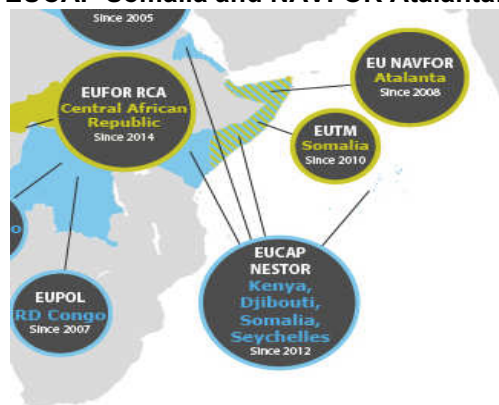 Since 2005
EU NAVFOR
Atalanta
Since 2008
EUFOR RCA
Central African
Republic
Since 2014
EUTM
Somalia
Since 2010
EUCAP
NESTOR
Kenya,
Djibouti,
Somalia,
Seychelles
Since 2012
EUPOL
RD Congo
Since 2007